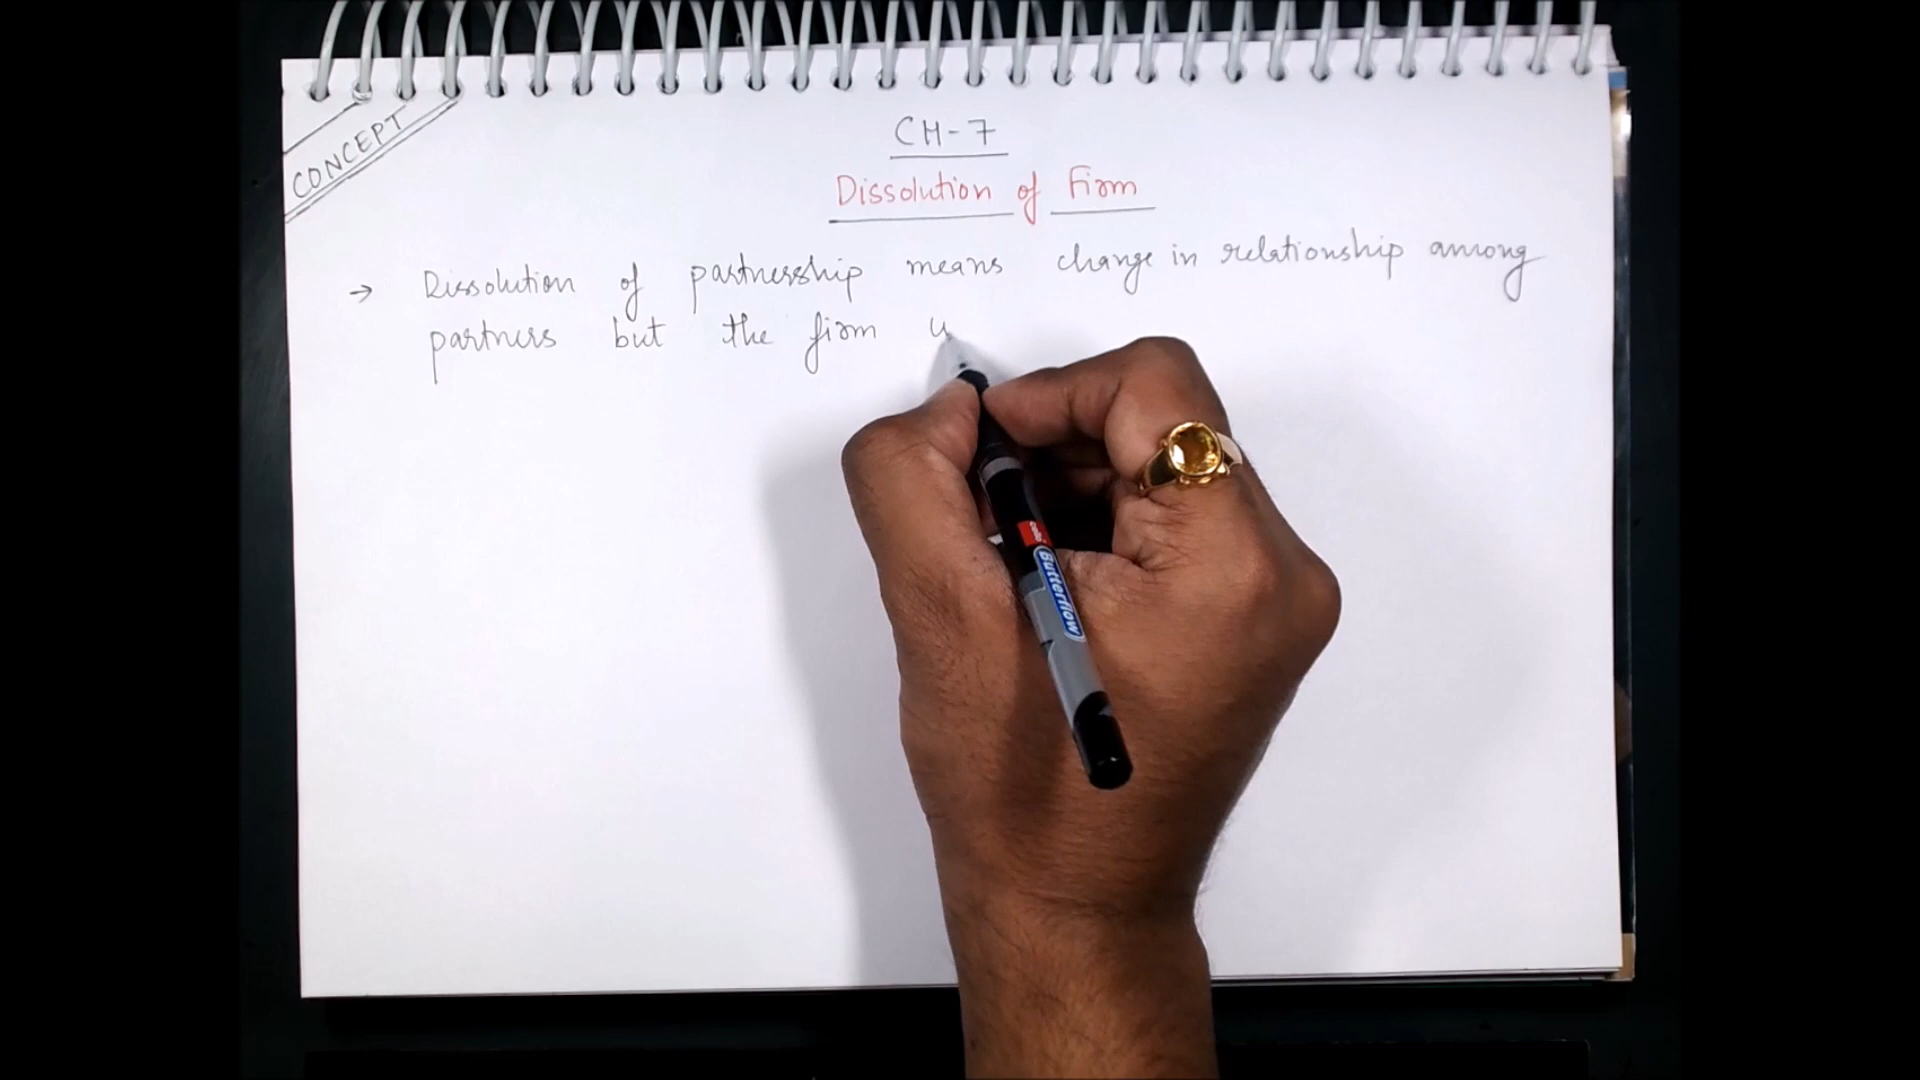 CONCEPT
CH-7
Dissolution of Firm
→ Dissolution of partnership means change in relationship among
partners but the firm
cello
Butterflow